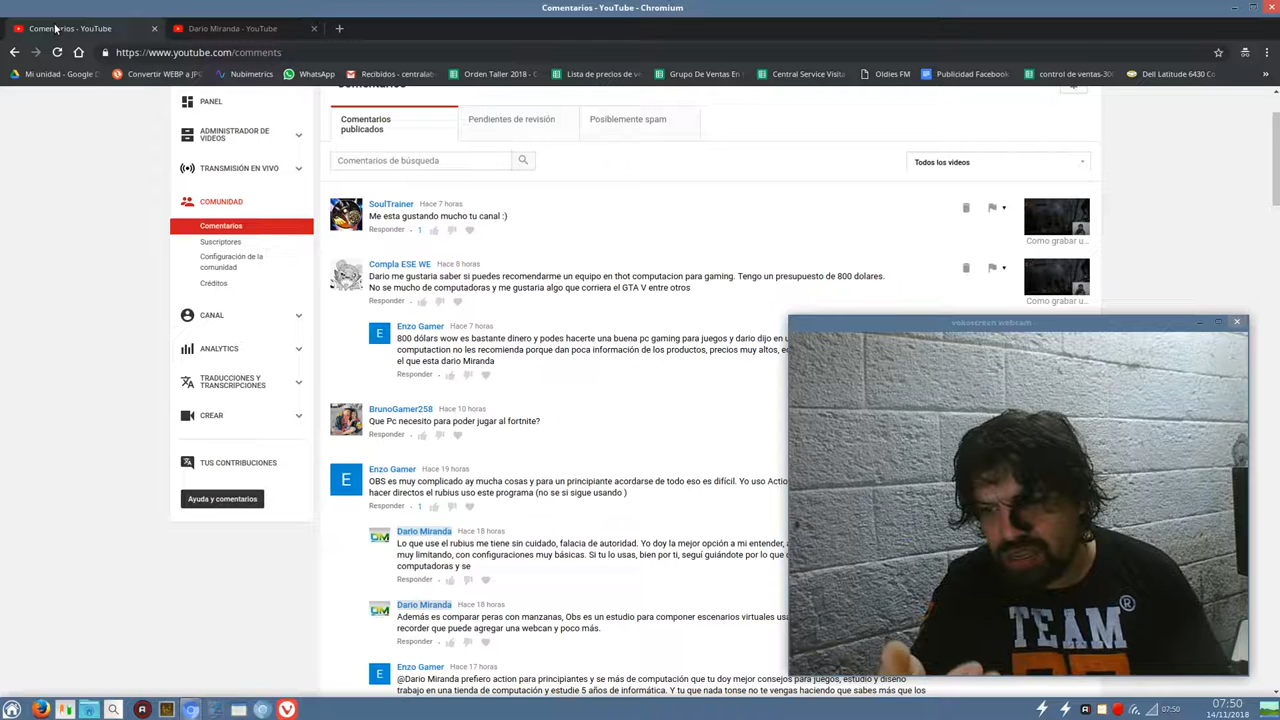 Comentarios - YouTube - Chromium
Comentarios - YouTube
Dario Miranda - YouTube
https://www.youtube.com/comments
Mi unidad - Google D
Convertir WEBP a JPG
Nubimetrics
WhatsApp
Recibidos - centralab
Orden Taller 2018 - C
Lista de precios de ve
Grupo De Ventas En
Central Service Visita
Oldies FM
Publicidad Facebook
control de ventas-300
Dell Latitude 6430 Co
Comentarios
PANEL
ADMINISTRADOR DE
VIDEOS
TRANSMISIÓN EN VIVO
COMUNIDAD
Comentarios
Suscriptores
Configuración de la
comunidad
Créditos
CANAL
ANALYTICS
TRADUCCIONES Y
TRANSCRIPCIONES
CREAR
TUS CONTRIBUCIONES
Ayuda y comentarios
Comentarios
publicados
Pendientes de revisión
Posiblemente spam
Comentarios de búsqueda
Todos los videos
SoulTrainer Hace 7 horas
Me esta gustando mucho tu canal :)
Responder . 1
Como grabar u...
Compla ESE WE Hace 8 horas
Dario me gustaria saber si puedes recomendarme un equipo en thot computacion para gaming. Tengo un presupuesto de 800 dolares.
No se mucho de computadoras y me gustaria algo que corriera el GTA V entre otros
Responder .
Como grabar u...
E
Enzo Gamer Hace 7 horas
800 dólars wow es bastante dinero y podes hacerte una buena pc gaming para juegos y dario dijo en u
computaction no les recomienda porque dan poca información de los productos, precios muy altos, ec
el que esta dario Miranda
Responder .
BrunoGamer258 Hace 10 horas
Que Pc necesito para poder jugar al fortnite?
Responder .
E
Enzo Gamer Hace 19 horas
OBS es muy complicado ay mucha cosas y para un principiante acordarse de todo eso es difícil. Yo uso Actio
hacer directos el rubius uso este programa (no se si sigue usando )
Responder . 1
DM
Dario Miranda Hace 18 horas
Lo que use el rubius me tiene sin cuidado, falacia de autoridad. Yo doy la mejor opción a mi entender, a
muy limitando, con configuraciones muy básicas. Si tu lo usas, bien por ti, seguí guiándote por lo que
computadoras y se
Responder .
DM
Dario Miranda Hace 18 horas
Además es comparar peras con manzanas, Obs es un estudio para componer escenarios virtuales usa
recorder que puede agregar una webcan y poco más.
Responder .
E
Enzo Gamer Hace 17 horas
@Dario Miranda prefiero action para principiantes y se más de computación que tu doy mejor consejos para juegos, estudio y diseño
trabajo en una tienda de computación y estudie 5 años de informática. Y tu que nada tonse no te vengas haciendo que sabes más que los
vokoscreen webcam
TEAM ®
07:50
07:50
14/11/2018